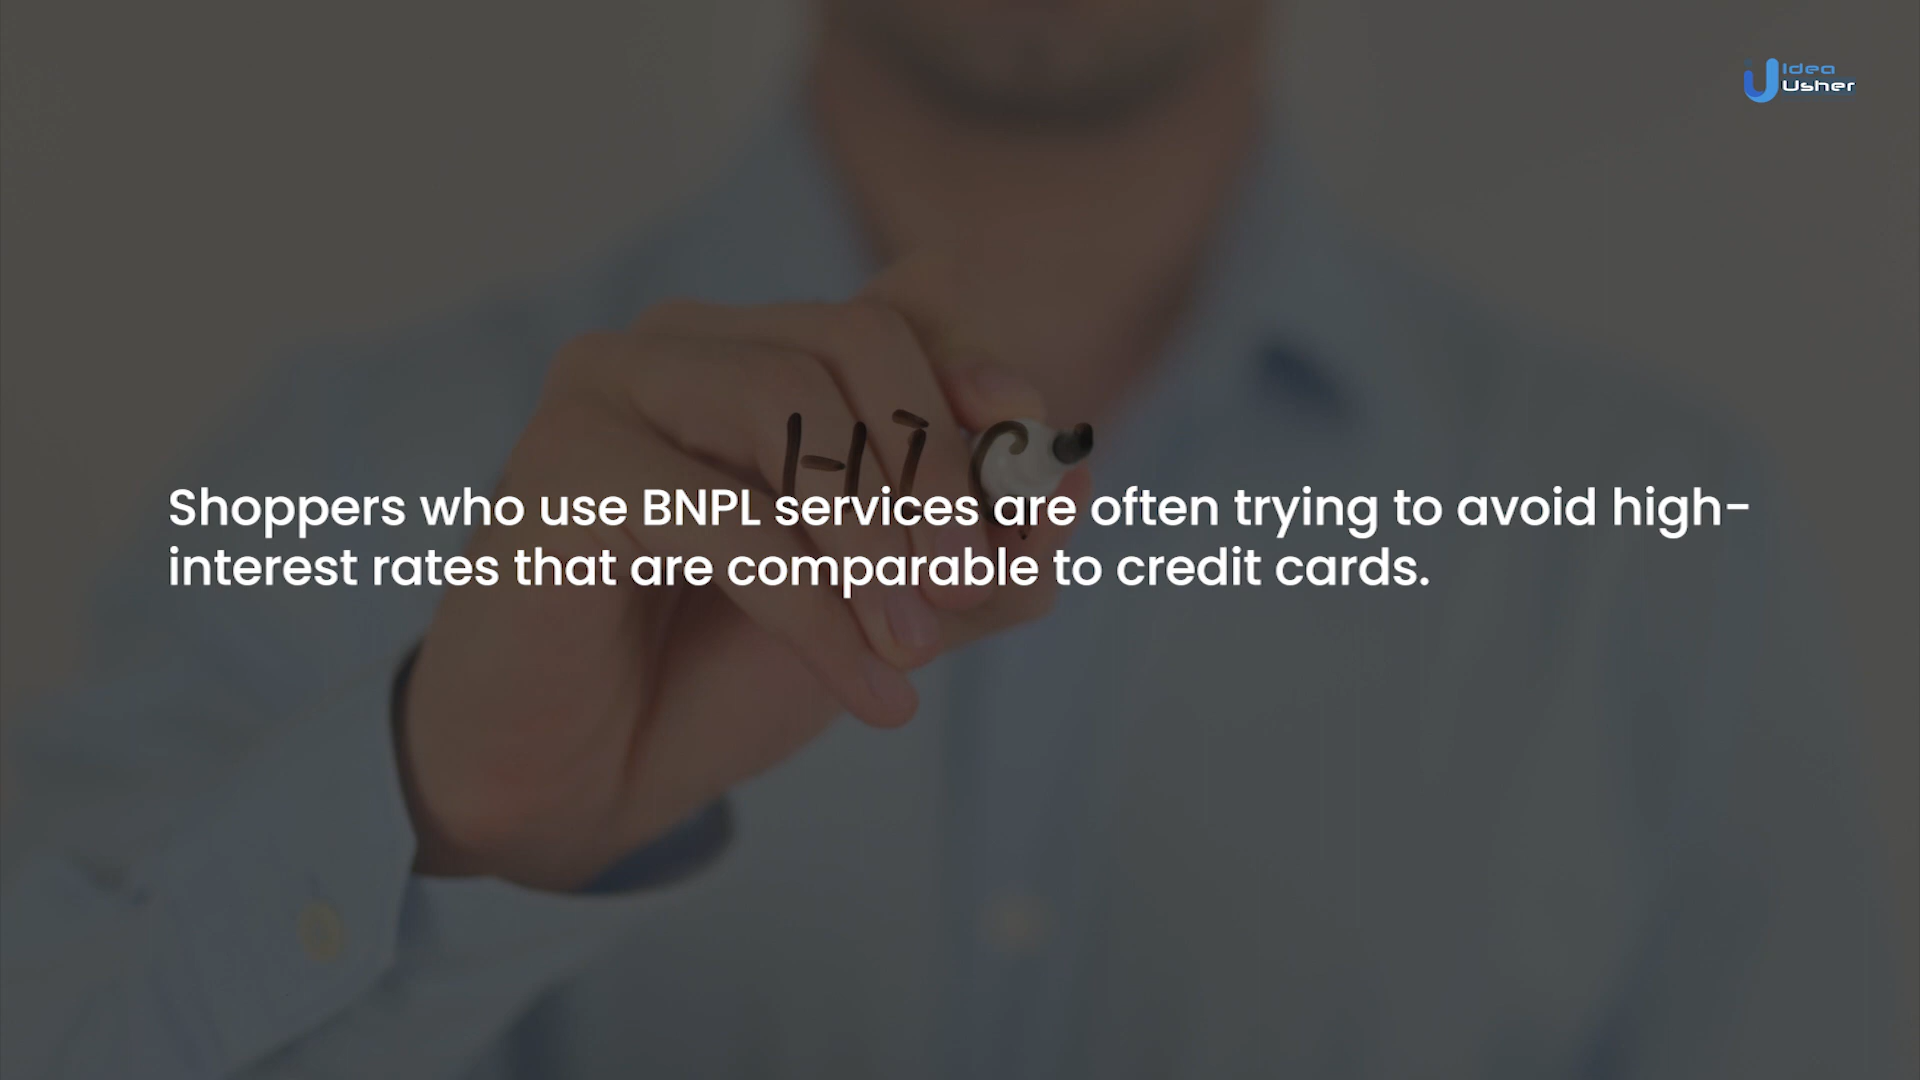 Idea
Usher
Hi
Shoppers who use BNPL services are often trying to avoid high-
interest rates that are comparable to credit cards.